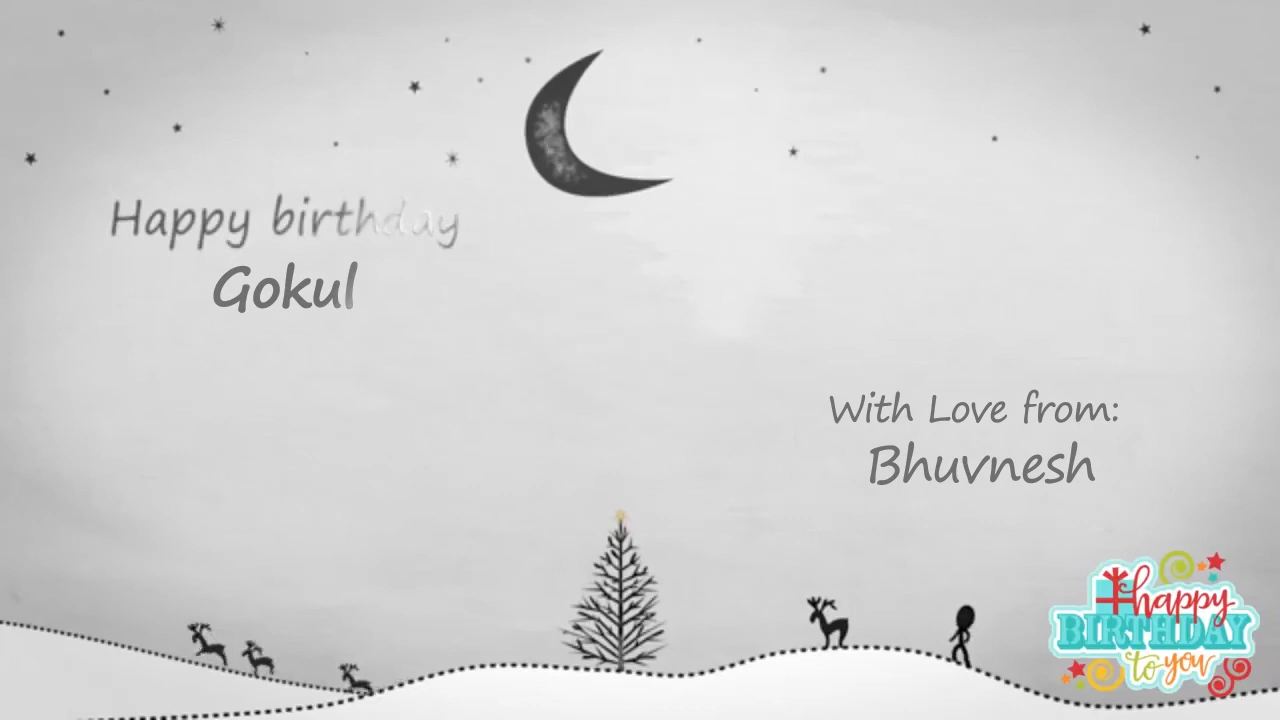 Happy birthday
Gokul
With Love from:
Bhuvnesh
happy
BIRTHDAY
to you